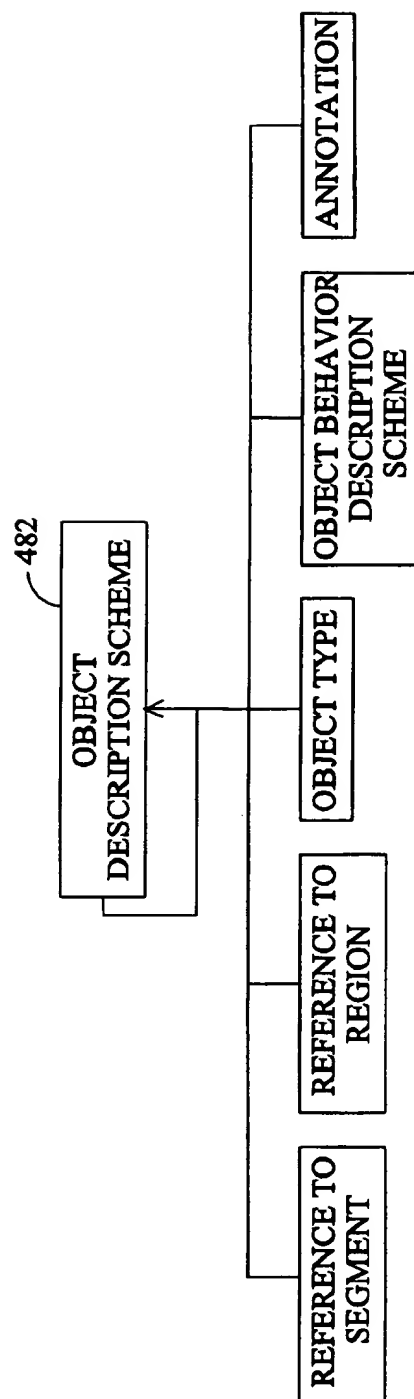 482
OBJECT
DESCRIPTION SCHEME
REFERENCE TO
SEGMENT
REFERENCE TO
REGION
OBJECT TYPE
OBJECT BEHAVIOR
DESCRIPTION
SCHEME
ANNOTATION